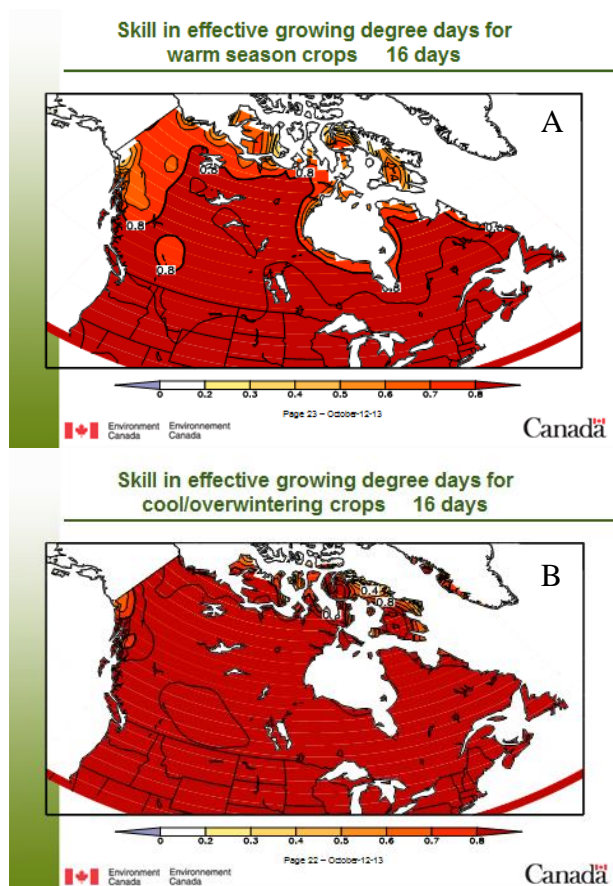 Skill in effective growing degree days for
warm season crops 16 days
A
0.8
0.8
0.8
0.8
0 0.2 0.3 0.4 0.5 0.6 0.7 0.8
Page 23 – October-12-13
Environment Environnement
Canada Canada
Canada
Skill in effective growing degree days for
cool/overwintering crops 16 days
B
0.4
0.8
0 0.2 0.3 0.4 0.5 0.6 0.7 0.8
Page 22 – October-12-13
Environment Environnement
Canada Canada
Canada